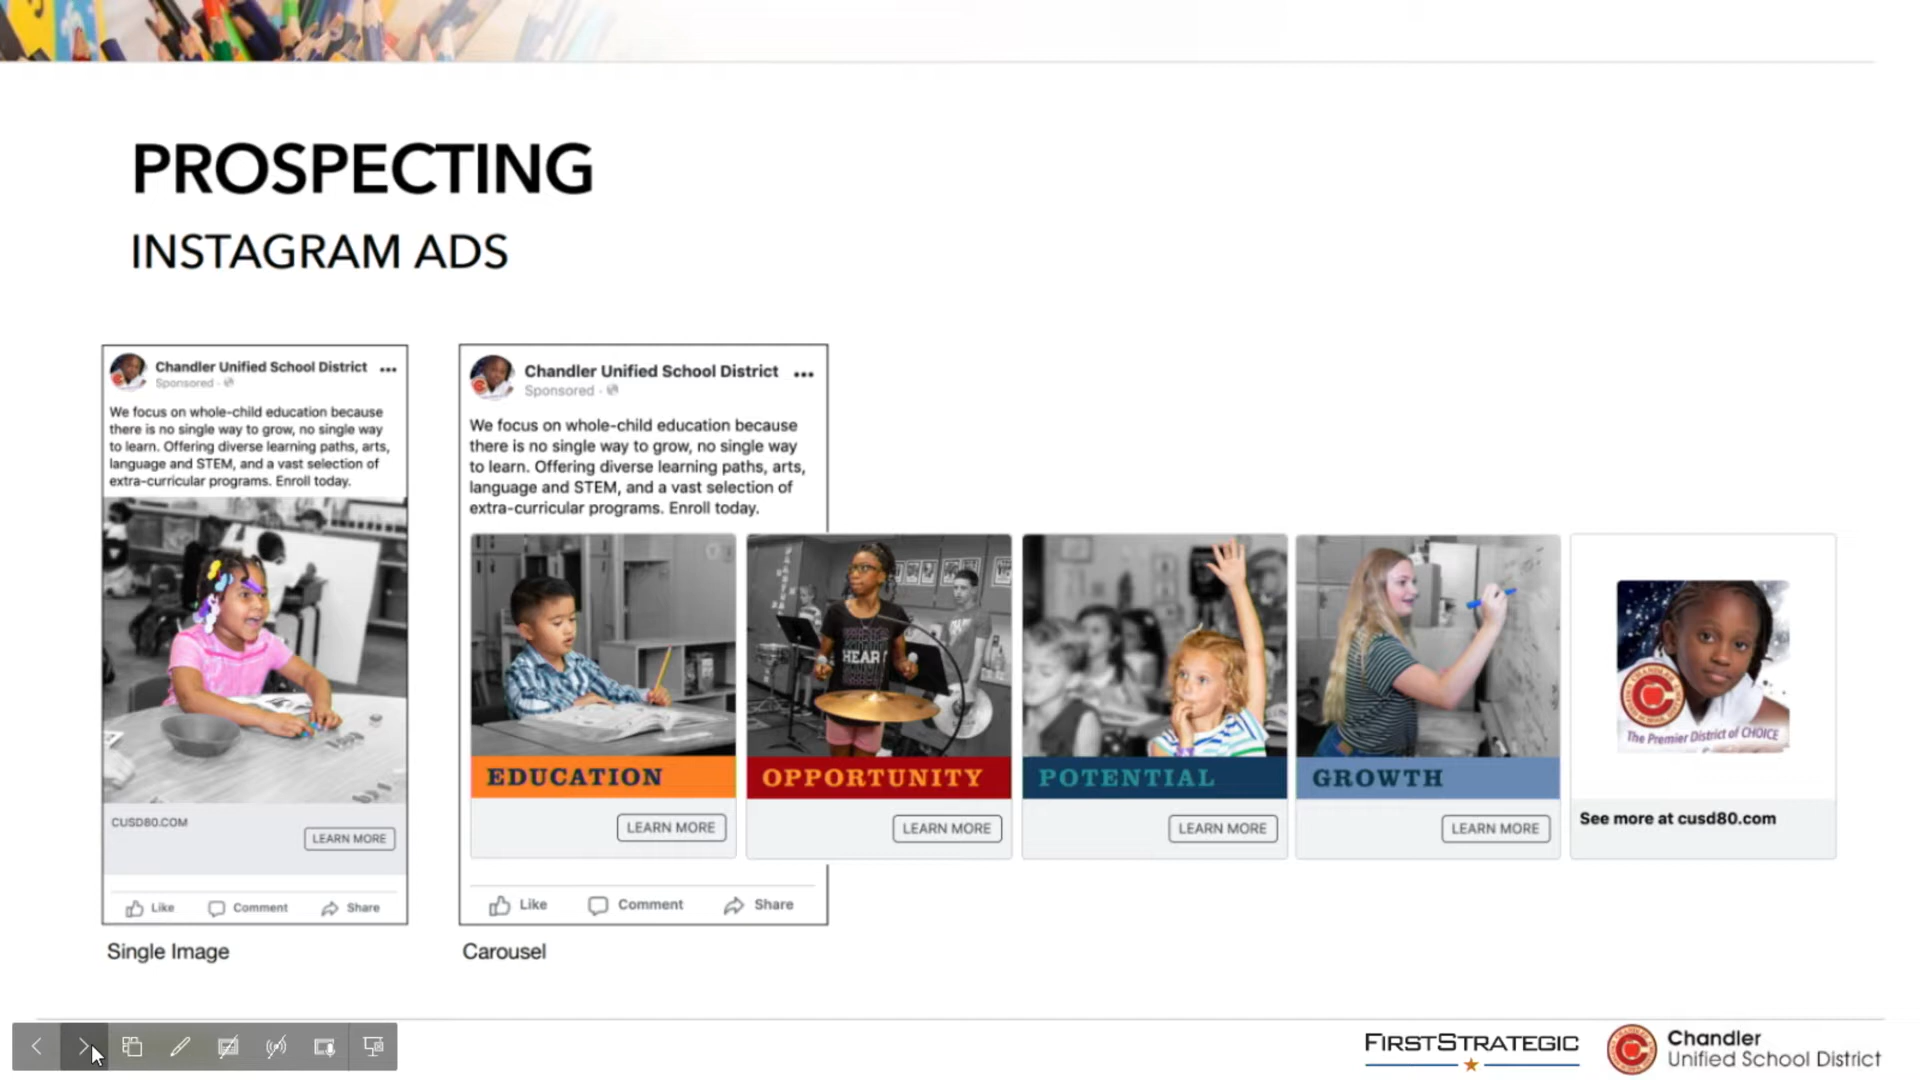 PROSPECTING
INSTAGRAM ADS
Chandler Unified School District
Sponsored ·
We focus on whole-child education because
there is no single way to grow, no single way
to learn. Offering diverse learning paths, arts,
language and STEM, and a vast selection of
extra-curricular programs. Enroll today.
CUSD80.COM
LEARN MORE
Like
Comment
Share
Single Image
Chandler Unified School District
Sponsored ·
We focus on whole-child education because
there is no single way to grow, no single way
to learn. Offering diverse learning paths, arts,
language and STEM, and a vast selection of
extra-curricular programs. Enroll today.
HEAR
EDUCATION
OPPORTUNITY
POTENTIAL
GROWTH
The Premier District of CHOICE
LEARN MORE
LEARN MORE
LEARN MORE
LEARN MORE
See more at cusd80.com
Like
Comment
Share
Carousel
FIRSTSTRATEGIC
Chandler
Unified School District